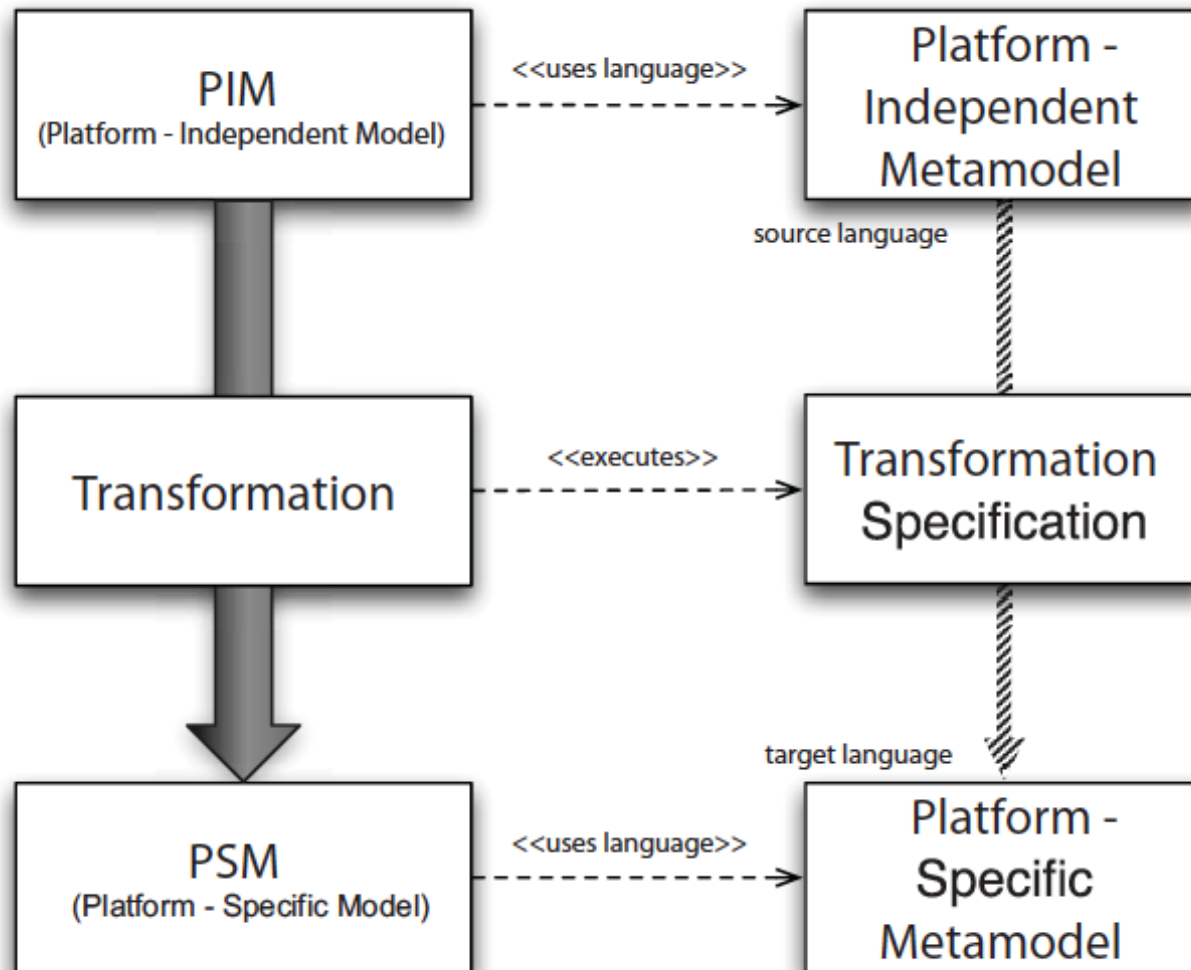 PIM
(Platform - Independent Model)
<<uses language>>
Platform -
Independent
Metamodel
source language
Transformation
<<executes>>
Transformation
Specification
target language
PSM
(Platform - Specific Model)
<<uses language>>
Platform -
Specific
Metamodel